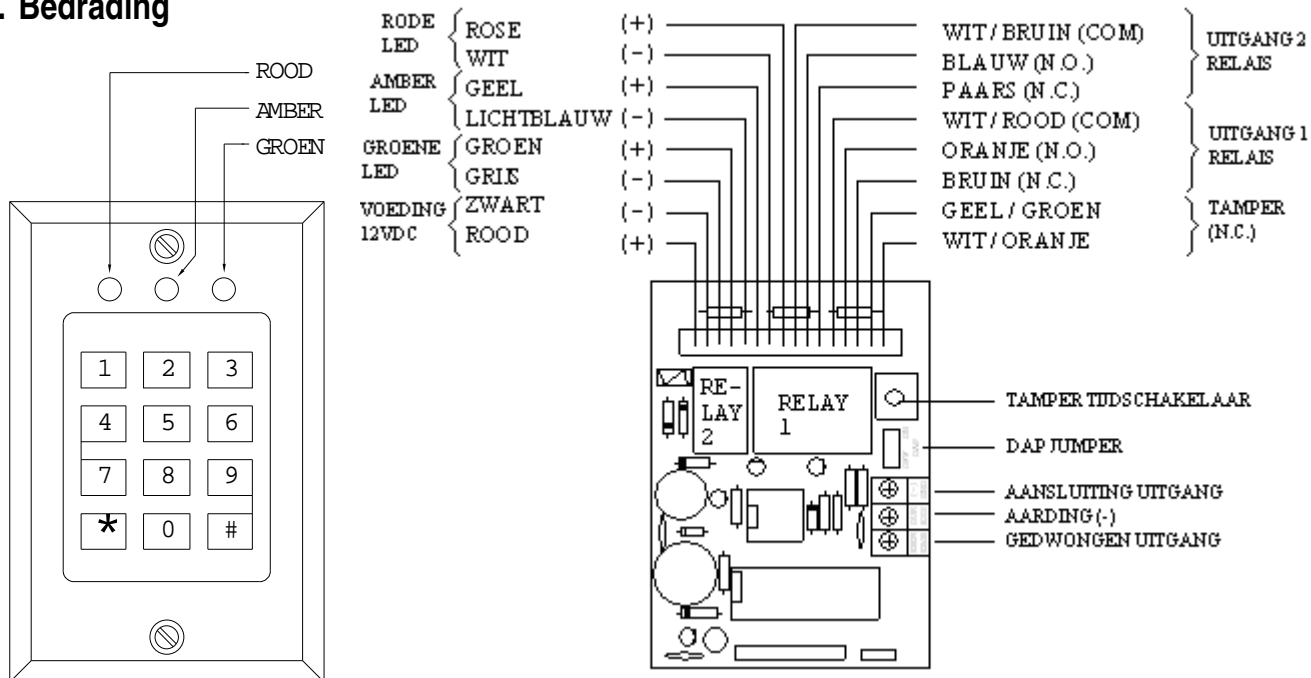 . Bedrading
ROOD
AMBER
GROEN
1 2 3
4 5 6
7 8 9
* 0 #
RODE
LED
ROSE (+)
WIT (-)
AMBER
LED
GEEL (+)
LICHTBLAUW (-)
GROENE
LED
GROEN (+)
GRIJS (-)
VOEDING
12VDC
ZWART (-)
ROOD (+)
WIT / BRUIN (COM)
BLAUW (N.O.)
PAARS (N.C.)
UITGANG 2
RELAIS
WIT / ROOD (COM)
ORANJE (N.O.)
BRUIN (N.C.)
UITGANG 1
RELAIS
GEEL / GROEN
WIT / ORANJE
TAMPER
(N.C.)
RE-
LAY
2
RELAY
1
TAMPER TIJDSCHAKELAAR
DAP JUMPER
AANSLUITING UITGANG
AARDING (-)
GEDWONGEN UITGANG